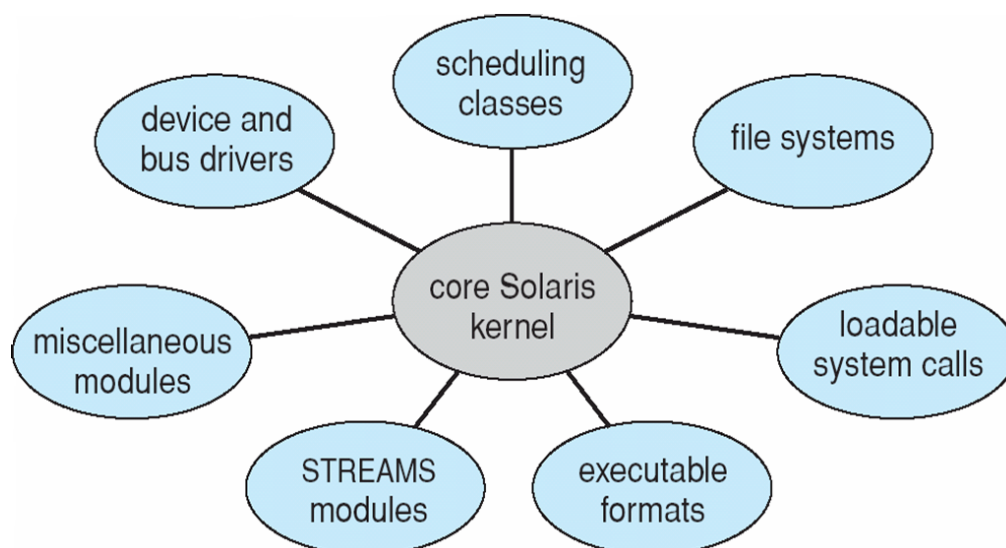 scheduling
classes
device and
bus drivers
file systems
core Solaris
kernel
miscellaneous
modules
loadable
system calls
STREAMS
modules
executable
formats